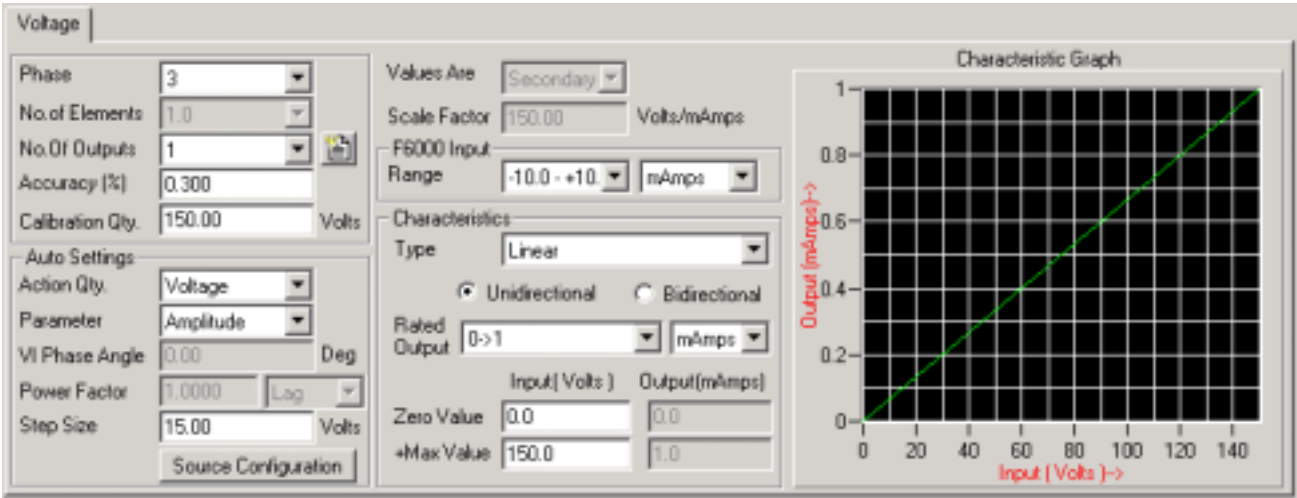 Voltage
Phase 3
No.of Elements 1.0
No.Of Outputs 1
Accuracy (%) 0.300
Calibration Qty. 150.00 Volts
Auto Settings
Action Qty. Voltage
Parameter Amplitude
VI Phase Angle 0.00 Deg
Power Factor 1.0000 Lag
Step Size 15.00 Volts
Source Configuration
Values Are Secondary
Scale Factor 150.00 Volts/mAmps
F6000 Input
Range -10.0 - +10. mAmps
Characteristics
Type Linear
Unidirectional Bidirectional
Rated Output 0->1 mAmps
Input( Volts ) Output(mAmps)
Zero Value 0.0 0.0
+Max Value 150.0 1.0
Characteristic Graph
Output (mAmps)-->
1
0.8
0.6
0.4
0.2
0
0 20 40 60 80 100 120 140
Input ( Volts )-->